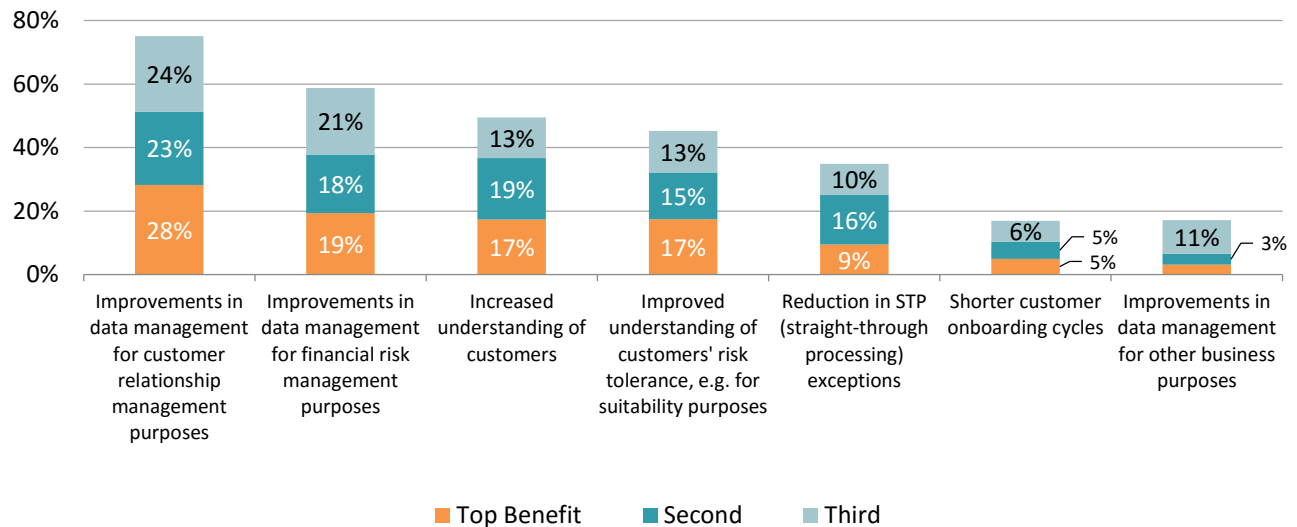 80%
60%
40%
20%
0%
24%
23%
28%
21%
18%
19%
13%
19%
17%
13%
15%
17%
10%
16%
9%
6%
5%
5%
11%
3%
Improvements in
data management
for customer
relationship
management
purposes
Improvements in
data management
for financial risk
management
purposes
Increased
understanding of
customers
Improved
understanding of
customers' risk
tolerance, e.g. for
suitability purposes
Reduction in STP
(straight-through
processing)
exceptions
Shorter customer
onboarding cycles
Improvements in
data management
for other business
purposes
Top Benefit
Second
Third